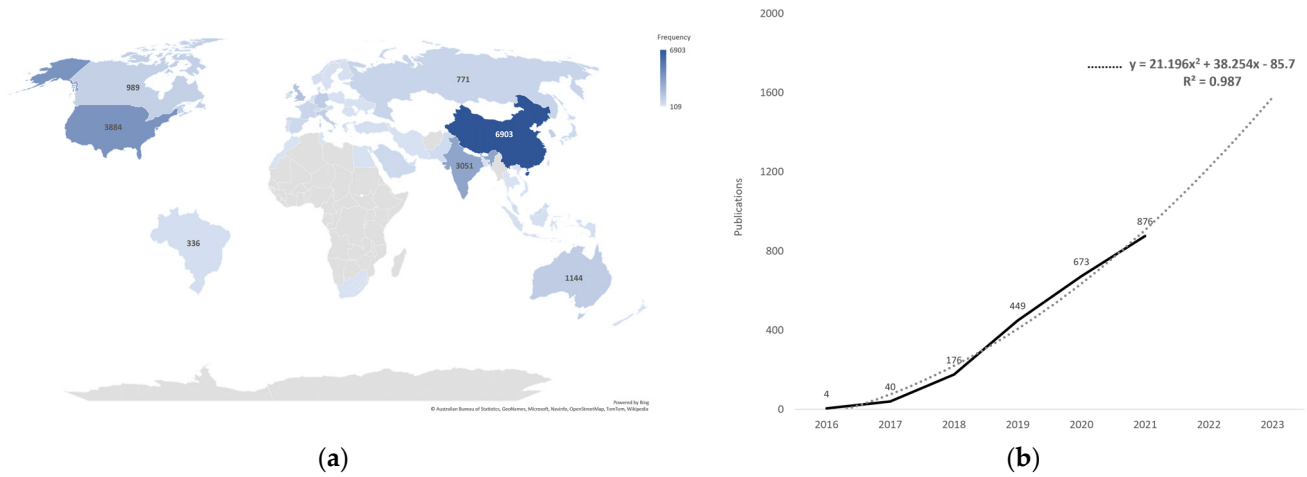 Frequency
6903
109
989
3884
771
6903
3051
336
1144
Powered by Bing
© Australian Bureau of Statistics, GeoNames, Microsoft, Navinfo, OpenStreetMap, TomTom, Wikipedia
(a)
2000
1600
1200
800
400
0
Publications
y = 21.196x² + 38.254x - 85.7
R² = 0.987
4
40
176
449
673
876
2016 2017 2018 2019 2020 2021 2022 2023
(b)